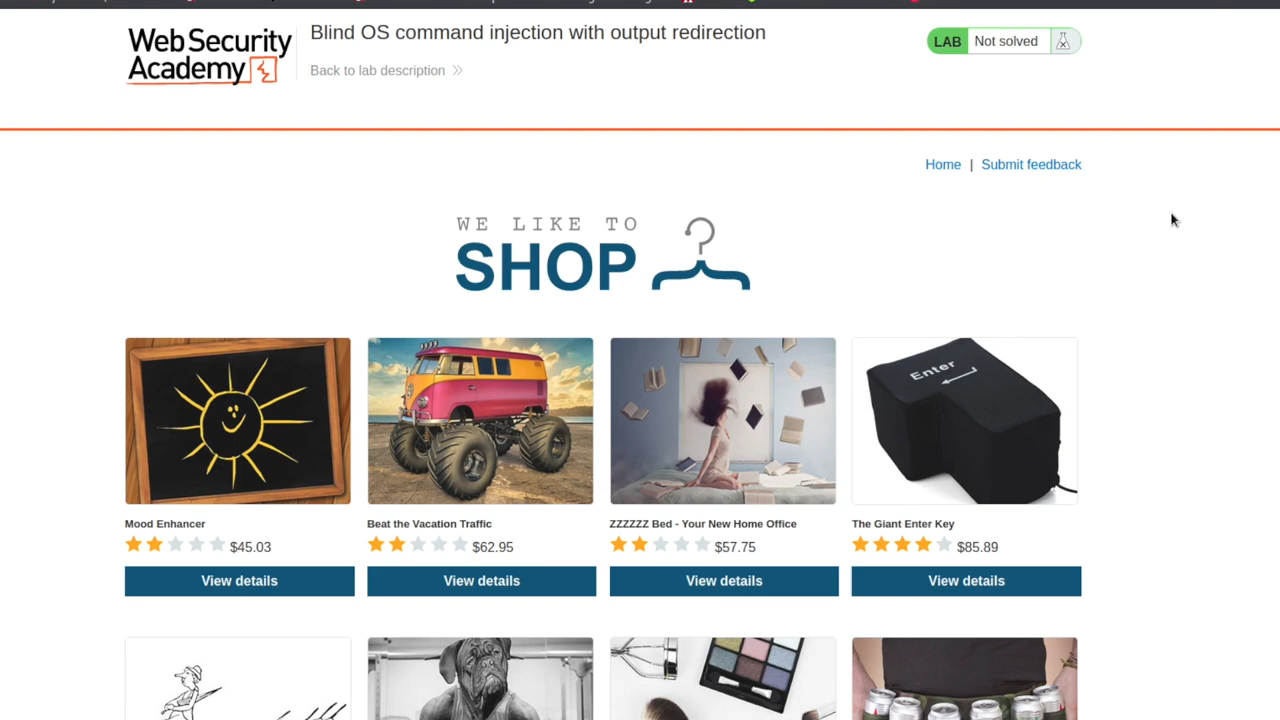 Web Security
Academy
Blind OS command injection with output redirection
Back to lab description
LAB Not solved
Home | Submit feedback
WE LIKE TO
SHOP
Enter
Mood Enhancer
Beat the Vacation Traffic
ZZZZZZ Bed - Your New Home Office
The Giant Enter Key
$45.03
$62.95
$57.75
$85.89
View details
View details
View details
View details